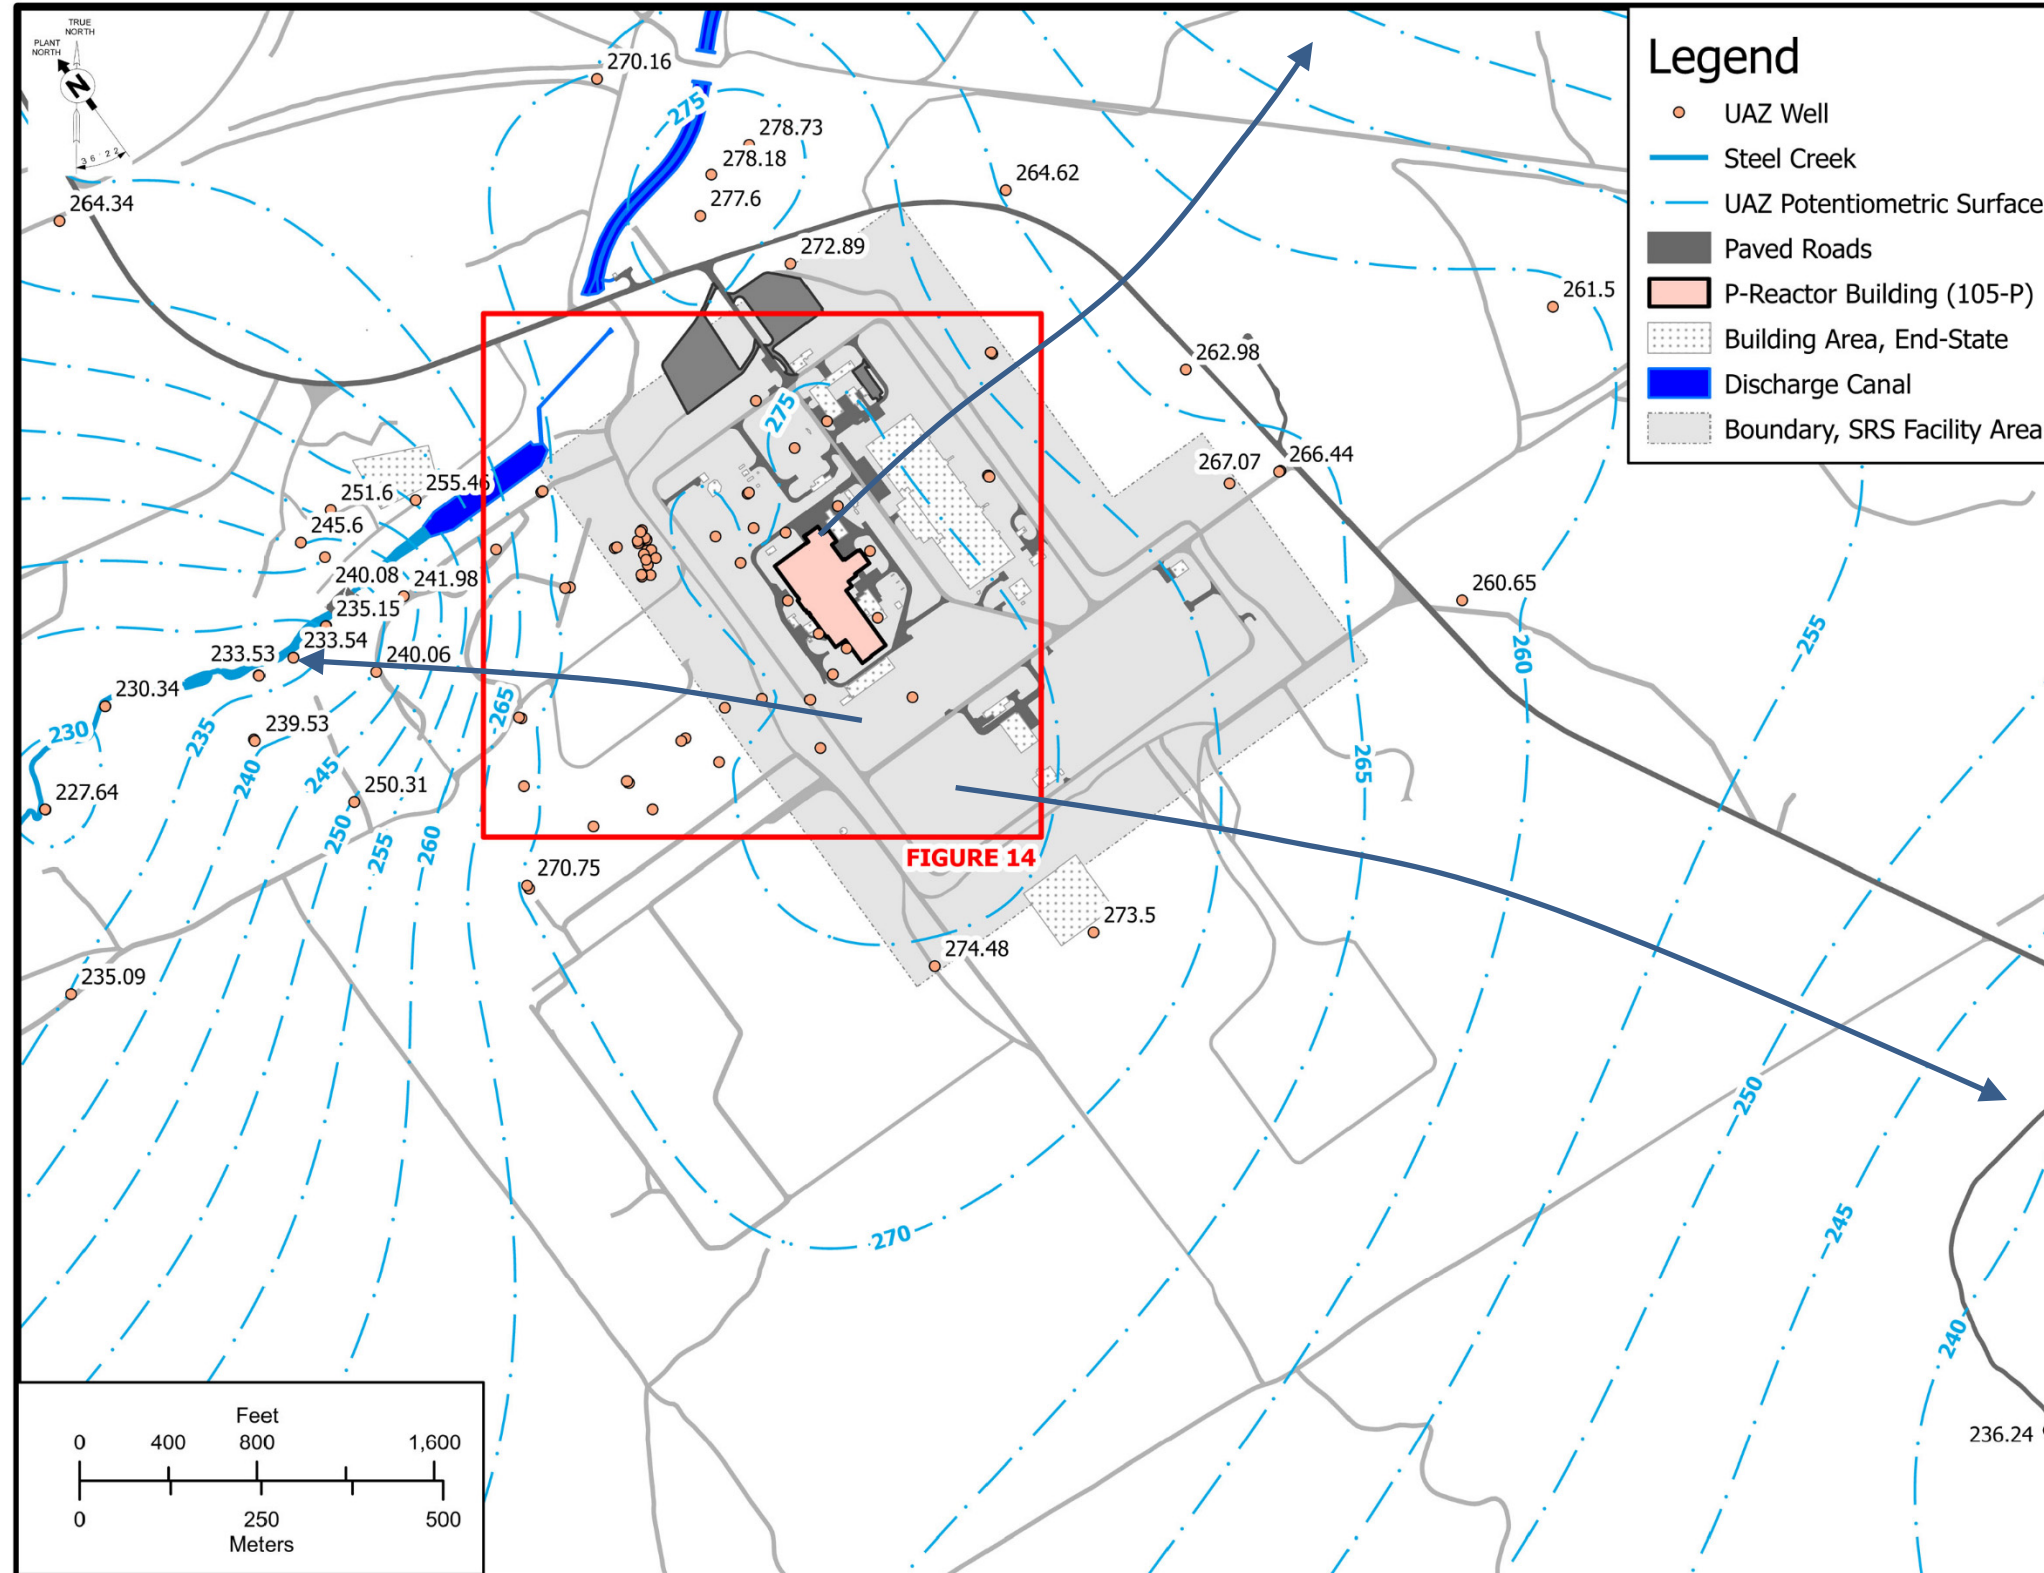 TRUE
NORTH
PLANT
NORTH
N
36°22'
270.16
275
278.73
278.18
277.6
264.34
264.62
272.89
261.5
262.98
275
251.6
255.46
245.6
267.07
266.44
240.08
241.98
235.15
233.54
233.53
240.06
230.34
230
235
239.53
240
245
227.64
250.31
250
255
260
265
260.65
260
255
265
FIGURE 14
270.75
273.5
274.48
235.09
270
250
245
240
236.24
Legend
UAZ Well
Steel Creek
UAZ Potentiometric Surface
Paved Roads
P-Reactor Building (105-P)
Building Area, End-State
Discharge Canal
Boundary, SRS Facility Area
Feet
0 400 800 1,600
0 250 500
Meters